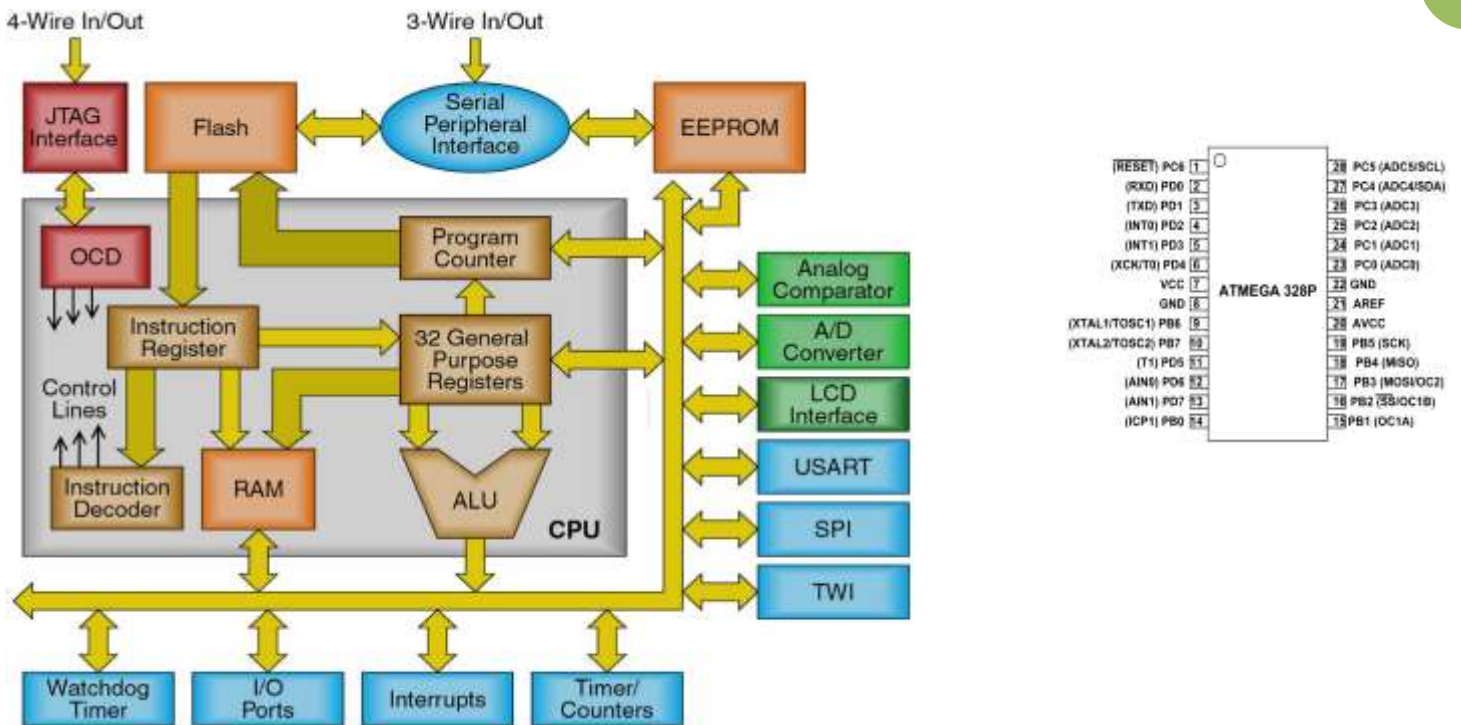 4-Wire In/Out
3-Wire In/Out
JTAG
Interface
Flash
Serial
Peripheral
Interface
EEPROM
OCD
Program
Counter
Instruction
Register
32 General
Purpose
Registers
Control
Lines
Instruction
Decoder
RAM
ALU
CPU
Analog
Comparator
A/D
Converter
LCD
Interface
USART
SPI
TWI
Watchdog
Timer
I/O
Ports
Interrupts
Timer/
Counters
(RESET) PC6 1
(RXD) PD0 2
(TXD) PD1 3
(INT0) PD2 4
(INT1) PD3 5
(XCK/T0) PD4 6
VCC 7
GND 8
(XTAL1/TOSC1) PB6 9
(XTAL2/TOSC2) PB7 10
(T1) PD5 11
(AIN0) PD6 12
(AIN1) PD7 13
(ICP1) PB0 14
ATMEGA 328P
28 PC5 (ADC5/SCL)
27 PC4 (ADC4/SDA)
26 PC3 (ADC3)
25 PC2 (ADC2)
24 PC1 (ADC1)
23 PC0 (ADC0)
22 GND
21 AREF
20 AVCC
19 PB5 (SCK)
18 PB4 (MISO)
17 PB3 (MOSI/OC2)
16 PB2 (SS/OC1B)
15 PB1 (OC1A)